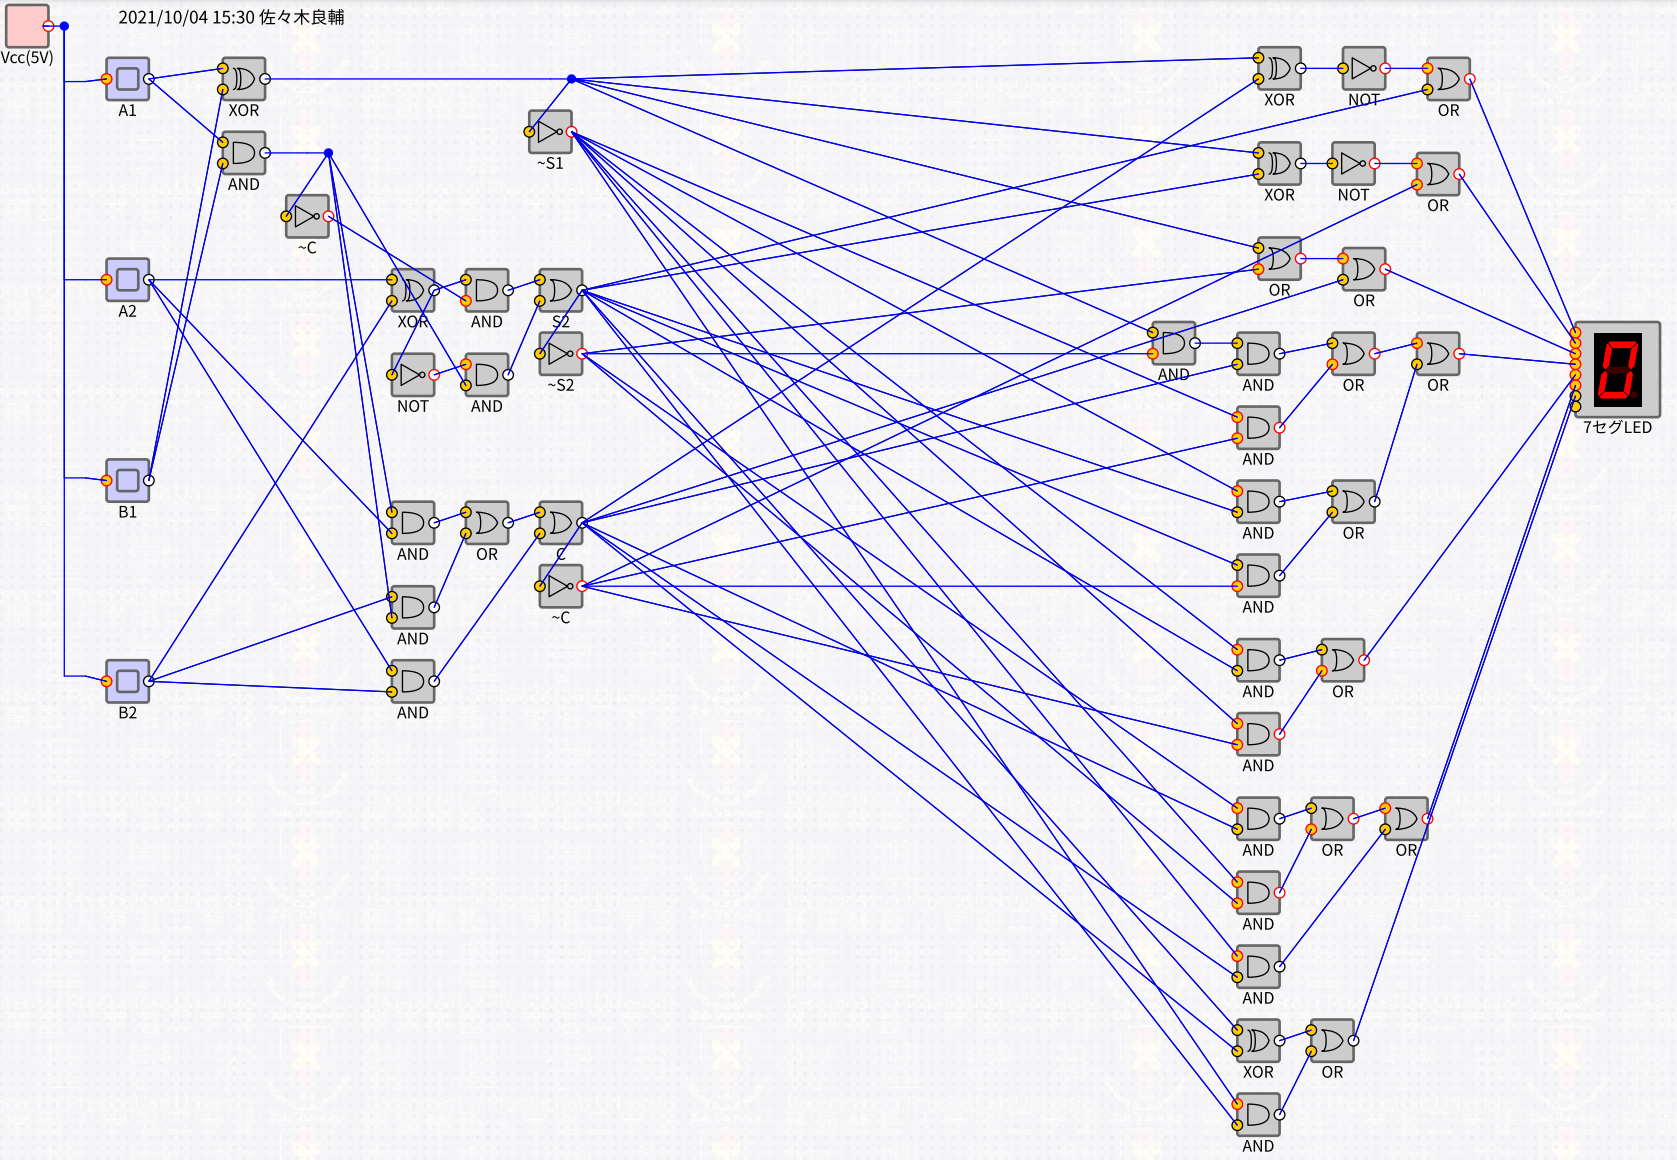 2021/10/04 15:30 佐々木良輔
Vcc(5V)
A1
XOR
AND
~C
~S1
A2
XOR
AND
S2
~S2
NOT
AND
B1
AND
OR
C
~C
AND
B2
AND
XOR
NOT
OR
XOR
NOT
OR
OR
OR
AND
AND
OR
OR
7セグLED
AND
AND
OR
AND
AND
OR
AND
AND
OR
OR
AND
AND
XOR
OR
AND